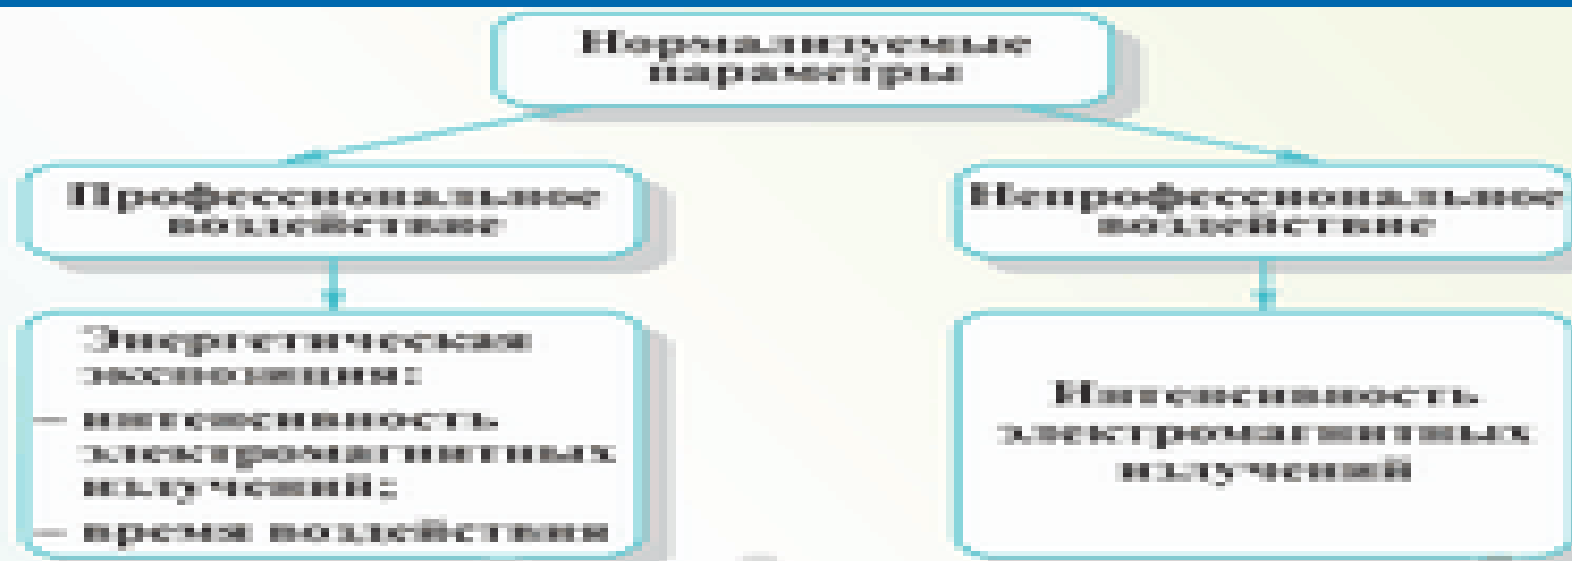 Нормализуемые
параметры
Профессиональное
воздействие
Непрофессиональное
воздействие
Энергетическая
экспозиция:
— интенсивность
электромагнитных
излучений;
— время воздействия
Интенсивность
электромагнитных
излучений